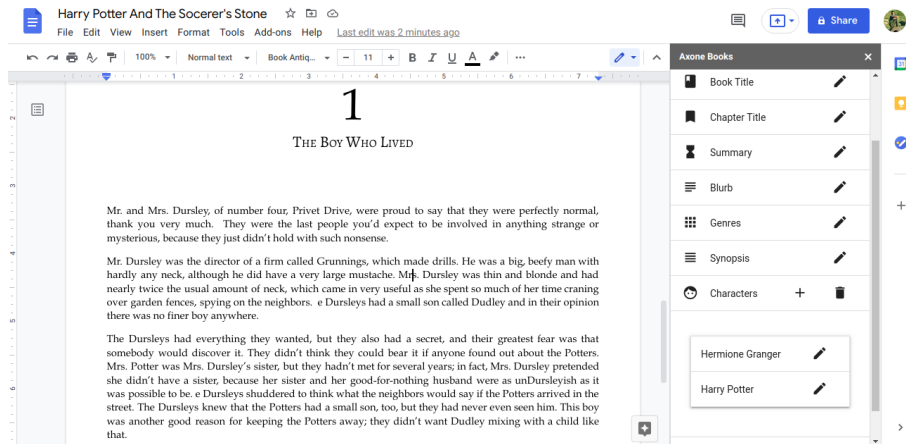 Harry Potter And The Socerer's Stone
File Edit View Insert Format Tools Add-ons Help Last edit was 2 minutes ago
Share
100% Normal text Book Antiq... − 11 + B I U A ...
1 2 3 4 5 6 7
1
The Boy Who Lived
Mr. and Mrs. Dursley, of number four, Privet Drive, were proud to say that they were perfectly normal,
thank you very much. They were the last people you'd expect to be involved in anything strange or
mysterious, because they just didn't hold with such nonsense.
Mr. Dursley was the director of a firm called Grunnings, which made drills. He was a big, beefy man with
hardly any neck, although he did have a very large mustache. Mrs. Dursley was thin and blonde and had
nearly twice the usual amount of neck, which came in very useful as she spent so much of her time craning
over garden fences, spying on the neighbors. e Dursleys had a small son called Dudley and in their opinion
there was no finer boy anywhere.
The Dursleys had everything they wanted, but they also had a secret, and their greatest fear was that
somebody would discover it. They didn't think they could bear it if anyone found out about the Potters.
Mrs. Potter was Mrs. Dursley's sister, but they hadn't met for several years; in fact, Mrs. Dursley pretended
she didn't have a sister, because her sister and her good-for-nothing husband were as unDursleyish as it
was possible to be. e Dursleys shuddered to think what the neighbors would say if the Potters arrived in the
street. The Dursleys knew that the Potters had a small son, too, but they had never even seen him. This boy
was another good reason for keeping the Potters away; they didn't want Dudley mixing with a child like
that.
2
3
4
5
6
Axone Books
Book Title
Chapter Title
Summary
Blurb
Genres
Synopsis
Characters
Hermione Granger
Harry Potter
31